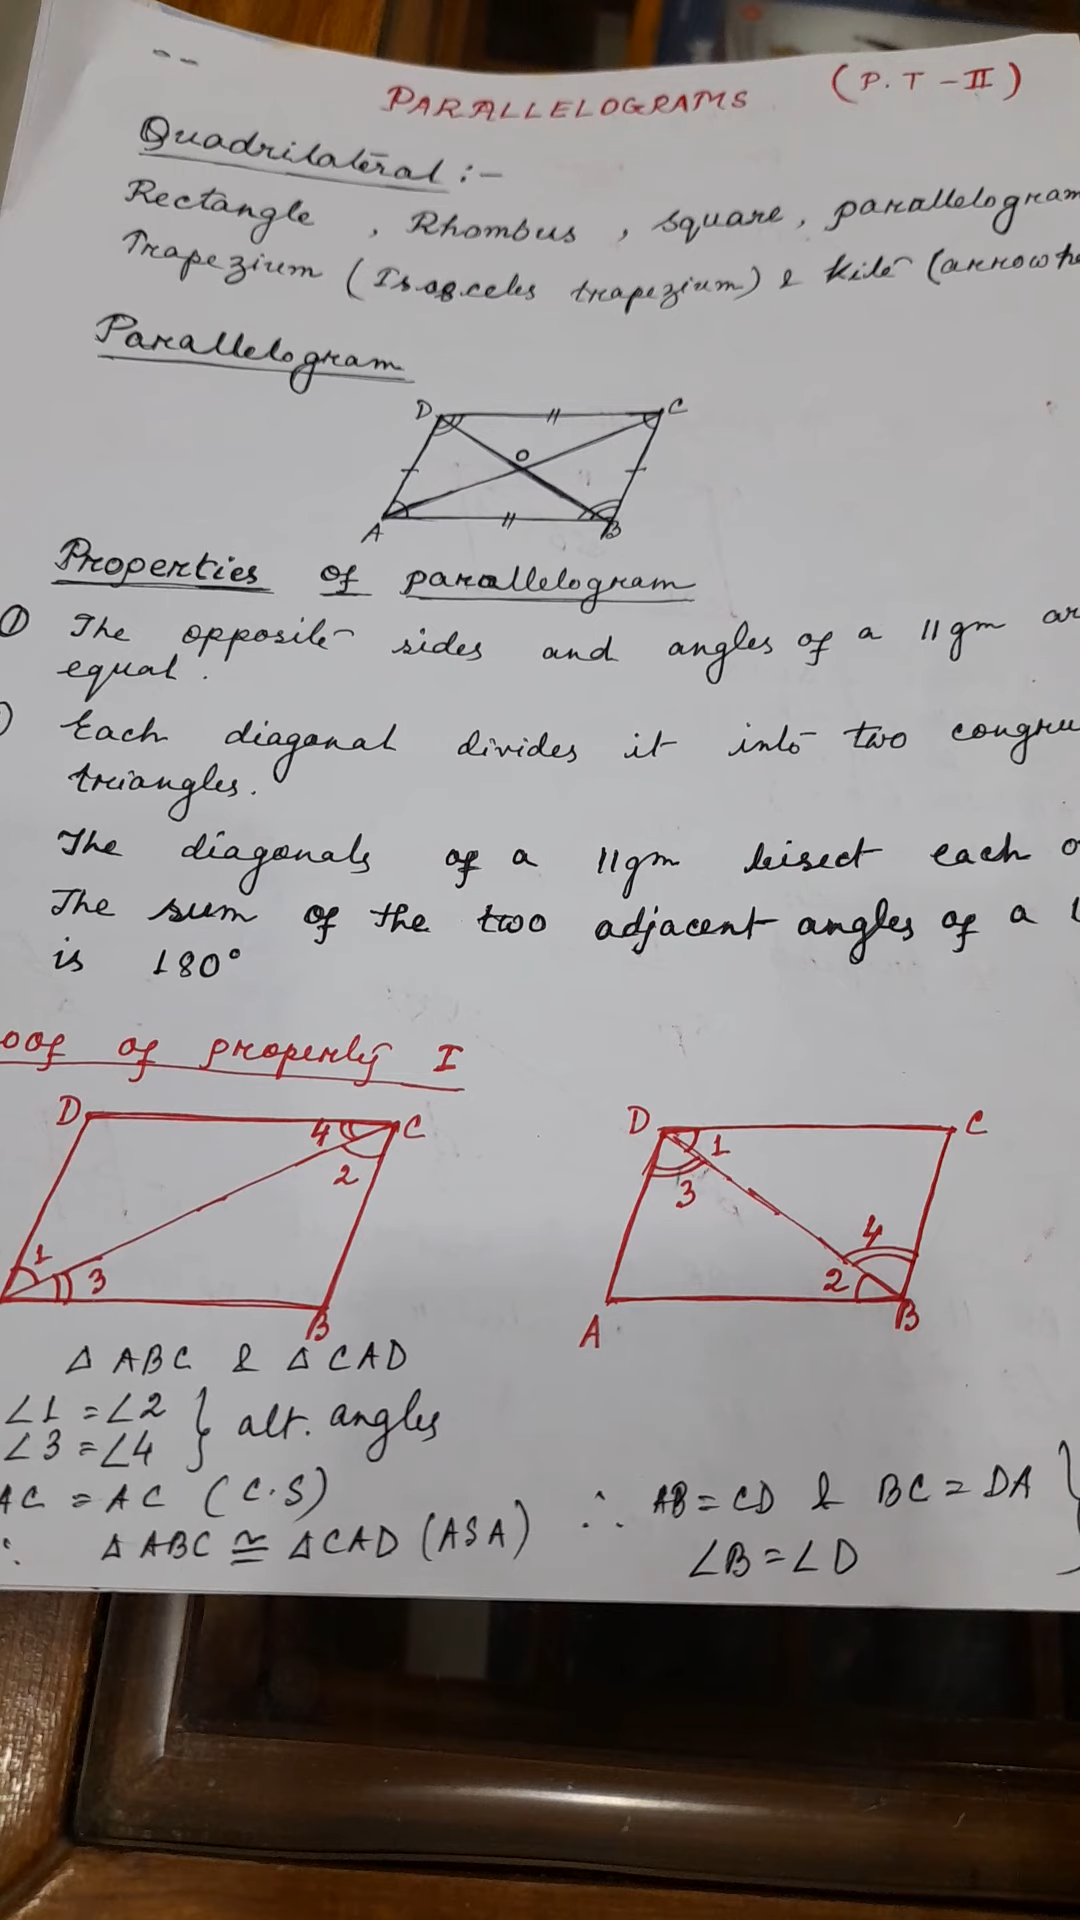 PARALLELOGRAMS (P.T - II)
Quadrilateral :-
Rectangle , Rhombus , square, parallelogram
Trapezium (Isosceles trapezium) & kite (arrowhe
Parallelogram
D C
O
A B
Properties of parallelogram
① The opposite sides and angles of a 11gm ar
equal.
Each diagonal divides it into two congru
triangles.
The diagonals of a 11gm bisect each o
The sum of the two adjacent angles of a
is 180°
oof of property I
D 4 C D 1 C
2 3
1 3 4
2
B A B
△ ABC & △ CAD
∠1 = ∠2 } alt. angles
∠3 = ∠4
AC = AC (C.S)
∴ AB = CD & BC = DA }
△ ABC ≅ △ CAD (ASA)
∠B = ∠D